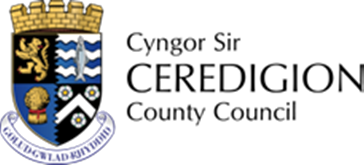 Cyngor Sir
CEREDIGION
County Council
GOLUD·GWLAD·RHYDDID